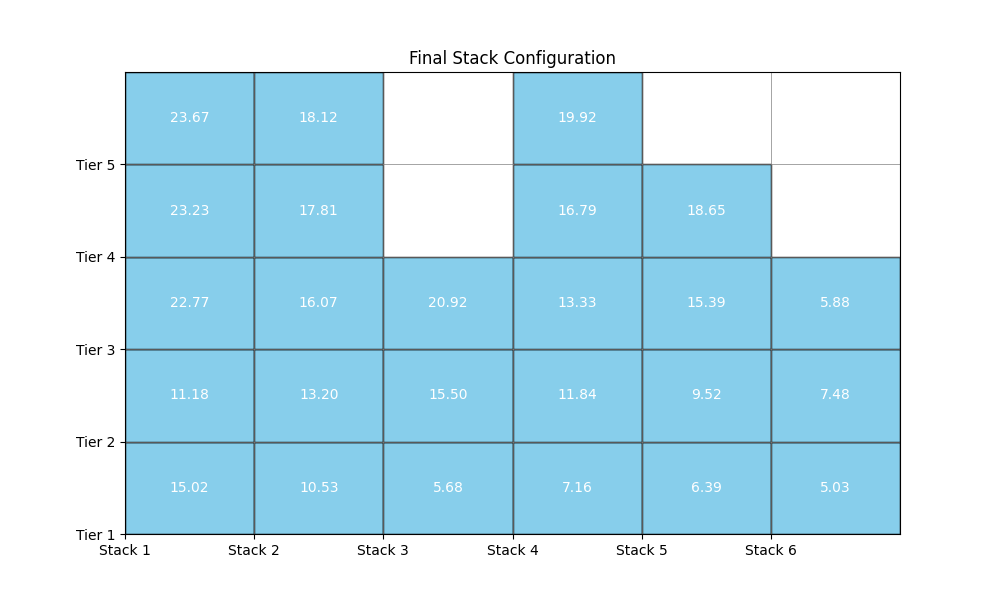 Final Stack Configuration
23.67 18.12 19.92
Tier 5
23.23 17.81 16.79 18.65
Tier 4
22.77 16.07 20.92 13.33 15.39 5.88
Tier 3
11.18 13.20 15.50 11.84 9.52 7.48
Tier 2
15.02 10.53 5.68 7.16 6.39 5.03
Tier 1
Stack 1 Stack 2 Stack 3 Stack 4 Stack 5 Stack 6